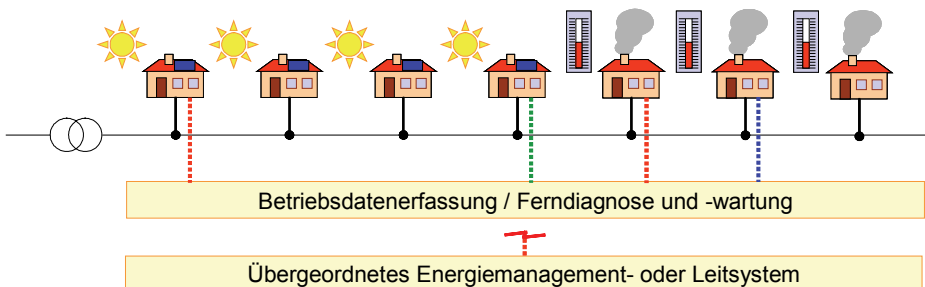 Betriebsdatenerfassung / Ferndiagnose und -wartung
Übergeordnetes Energiemanagement- oder Leitsystem